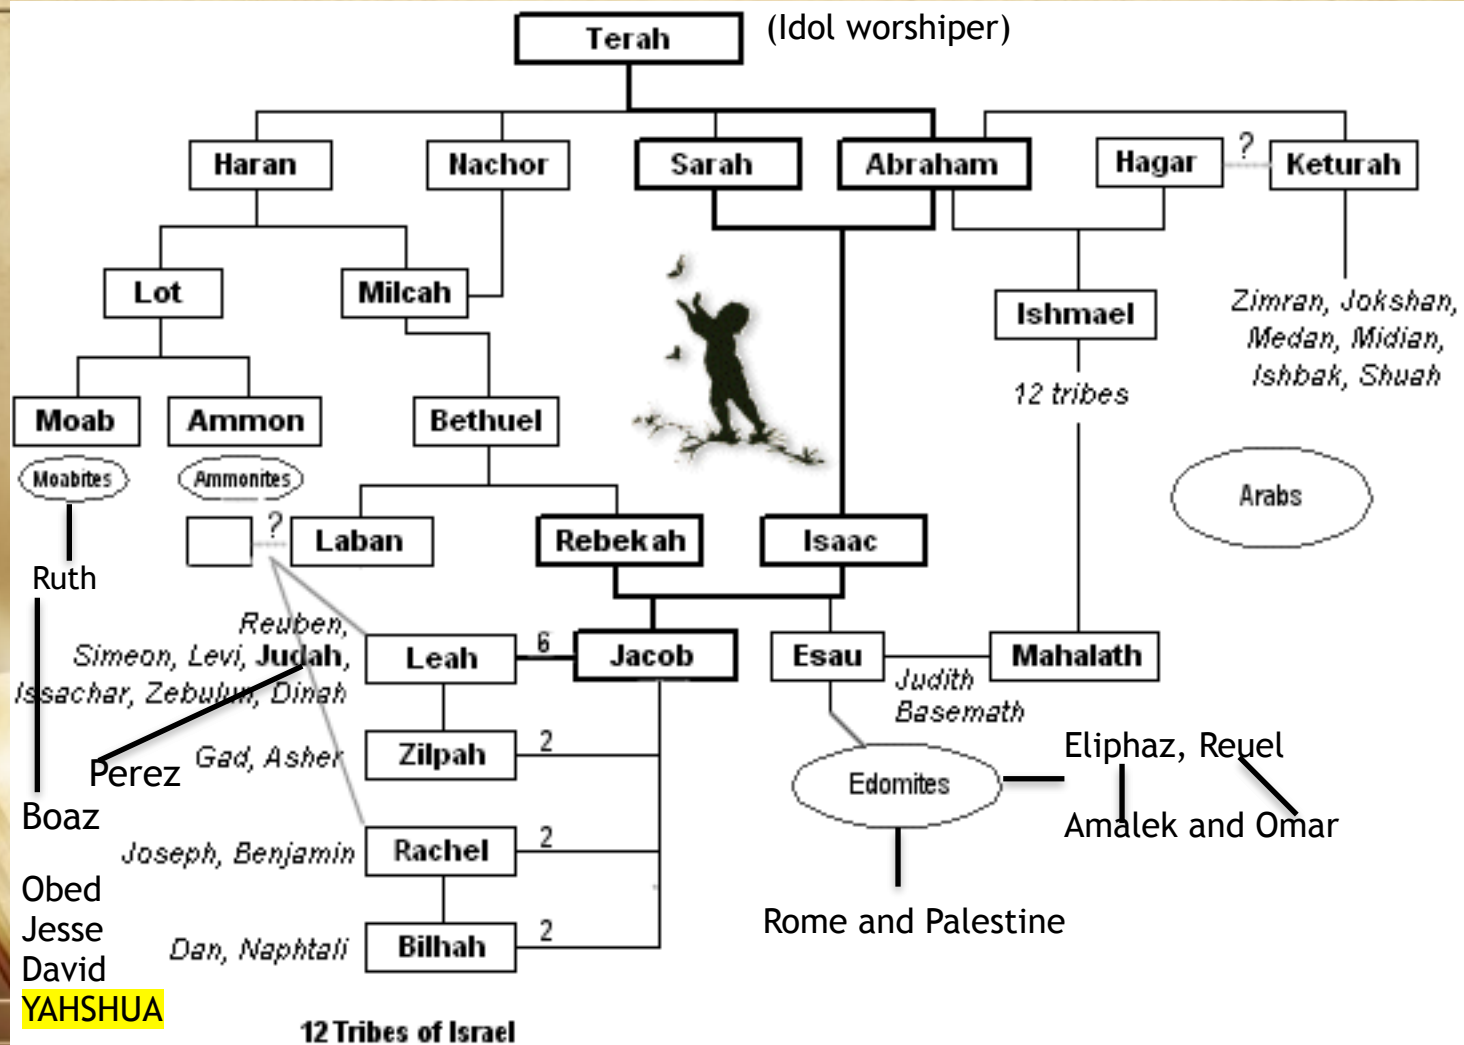 Terah
(Idol worshiper)
Haran
Nachor
Sarah
Abraham
Hagar
?
Keturah
Lot
Milcah
Ishmael
Zimran, Jokshan,
Medan, Midian,
Ishbak, Shuah
12 tribes
Moab
Ammon
Bethuel
Moabites
Ammonites
Arabs
?
Laban
Rebekah
Isaac
Ruth
Reuben,
Simeon, Levi, Judah,
Issachar, Zebulun, Dinah
Leah
6
Jacob
Esau
Mahalath
Judith
Basemath
Perez
Gad, Asher
Zilpah
2
Edomites
Eliphaz, Reuel
Amalek and Omar
Boaz
Joseph, Benjamin
Rachel
2
Obed
Jesse
David
YAHSHUA
Dan, Naphtali
Bilhah
2
Rome and Palestine
12 Tribes of Israel